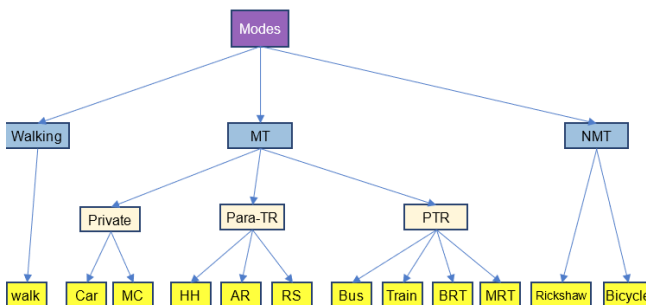 Modes
Walking
MT
NMT
Private
Para-TR
PTR
walk
Car
MC
HH
AR
RS
Bus
Train
BRT
MRT
Rickshaw
Bicycle